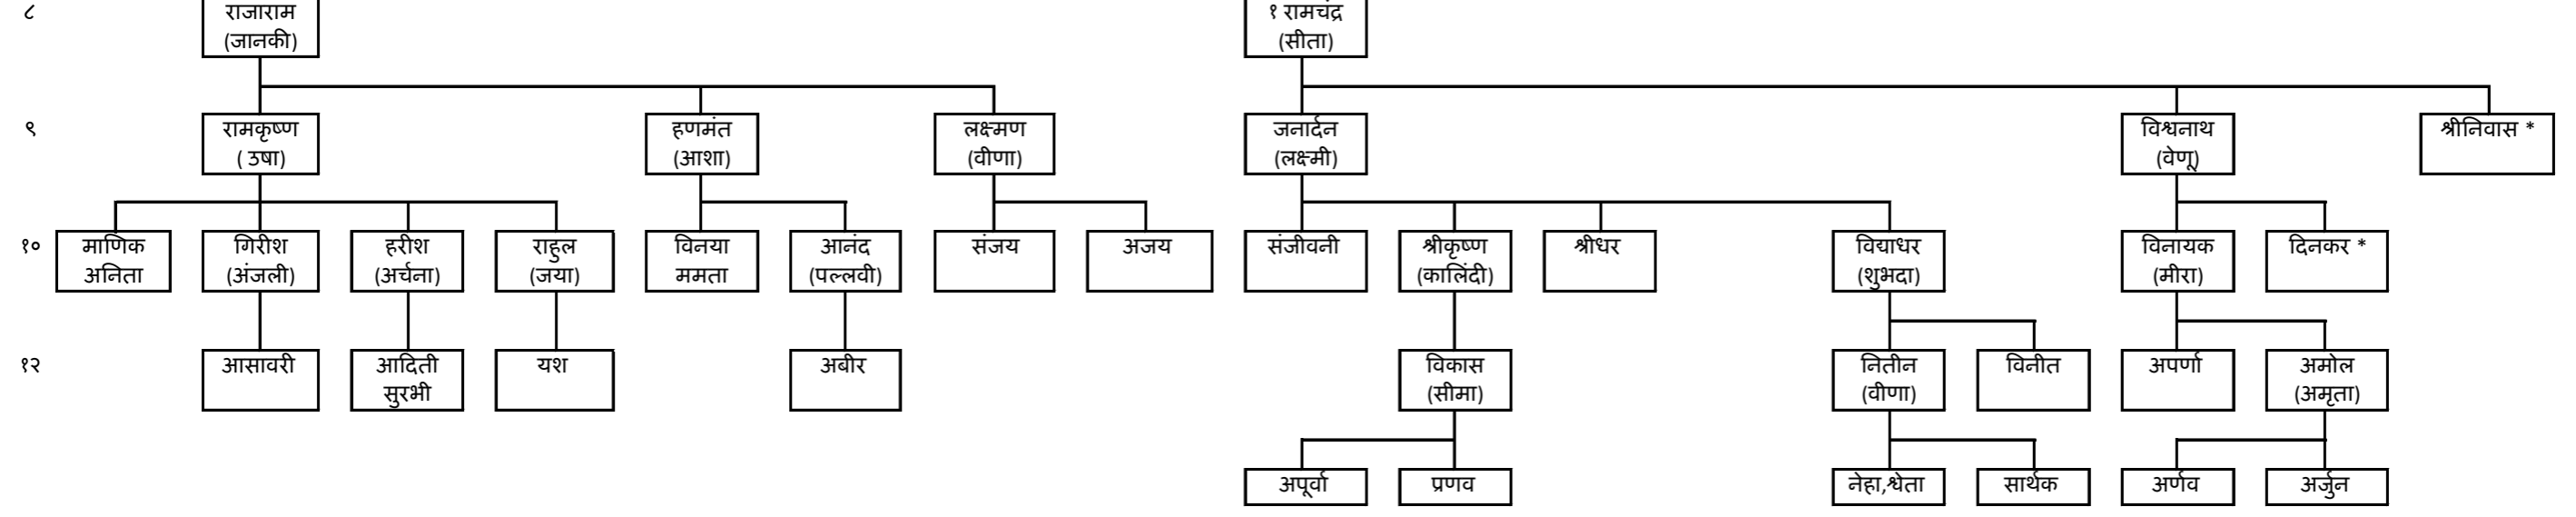 ८
राजाराम
(जानकी)
१ रामचंद्र
(सीता)
९
रामकृष्ण
( उषा)
हणमंत
(आशा)
लक्ष्मण
(वीणा)
जनार्दन
(लक्ष्मी)
विश्वनाथ
(वेणू)
श्रीनिवास *
१०
माणिक
अनिता
गिरीश
(अंजली)
हरीश
(अर्चना)
राहुल
(जया)
विनया
ममता
आनंद
(पल्लवी)
संजय
अजय
संजीवनी
श्रीकृष्ण
(कालिंदी)
श्रीधर
विद्याधर
(शुभदा)
विनायक
(मीरा)
दिनकर *
१२
आसावरी
आदिती
सुरभी
यश
अबीर
विकास
(सीमा)
नितीन
(वीणा)
विनीत
अपर्णा
अमोल
(अमृता)
अपूर्वा
प्रणव
नेहा,श्वेता
सार्थक
अर्णव
अर्जुन